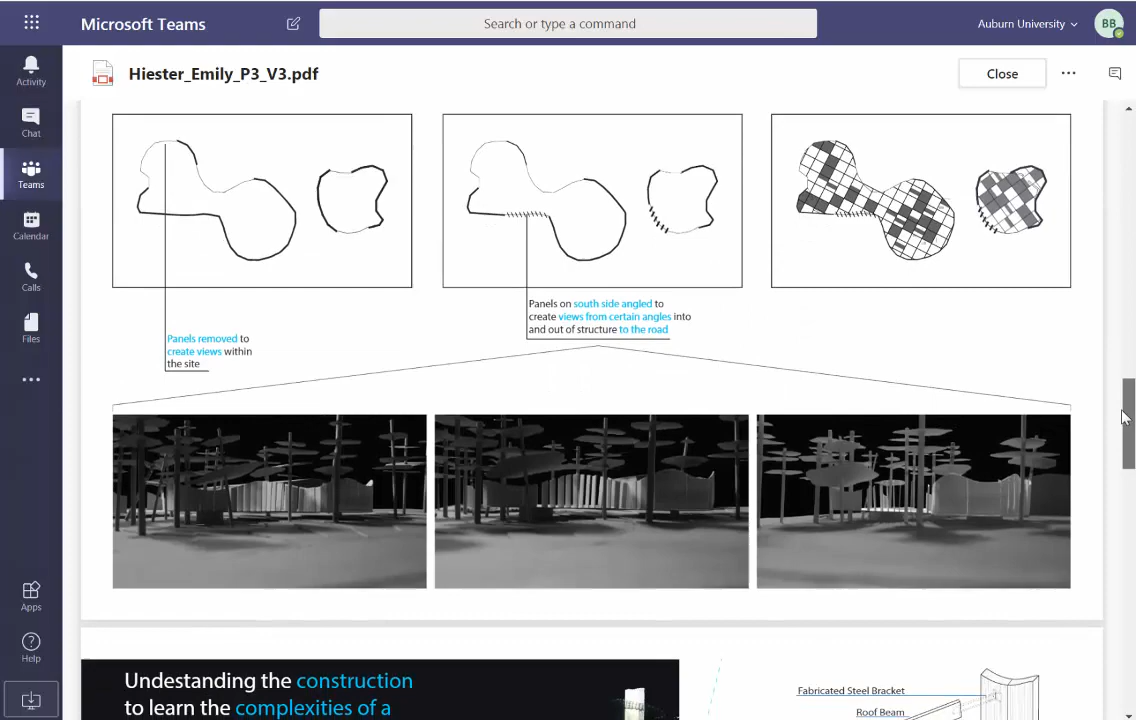 Microsoft Teams
Search or type a command
Auburn University
BB
Activity
Chat
Teams
Calendar
Calls
Files
Apps
Help
Hiester_Emily_P3_V3.pdf
Close
Panels removed to
create views within
the site
Panels on south side angled to
create views from certain angles into
and out of structure to the road
Undestanding the construction
to learn the complexities of a
Fabricated Steel Bracket
Roof Beam